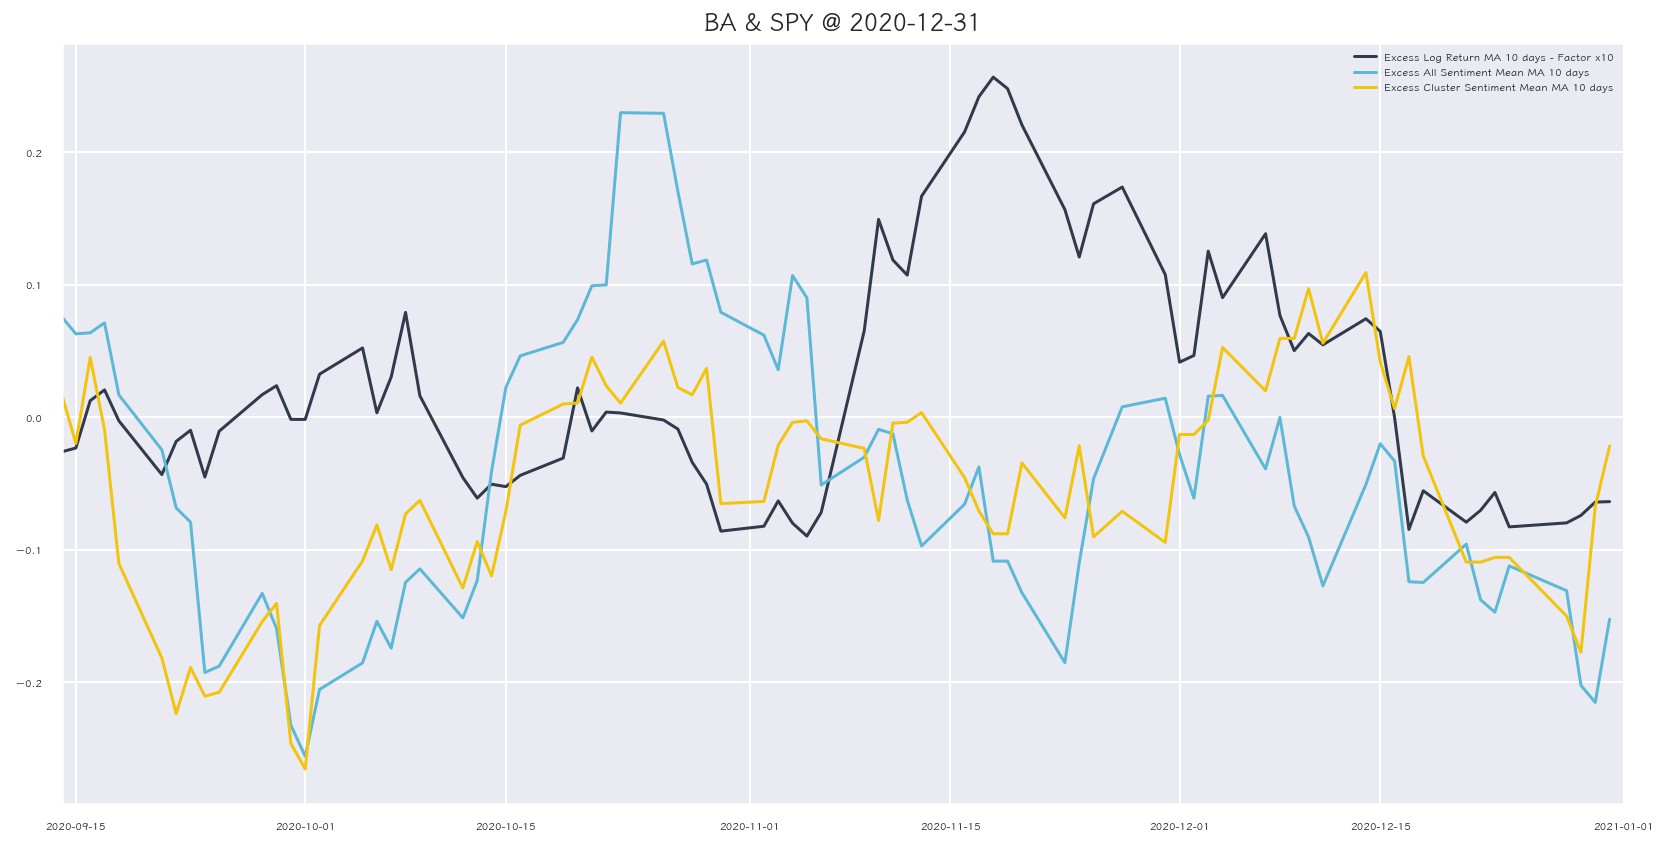 BA & SPY @ 2020-12-31
Excess Log Return MA 10 days - Factor x10
Excess All Sentiment Mean MA 10 days
Excess Cluster Sentiment Mean MA 10 days
0.2
0.1
0.0
−0.1
−0.2
2020-09-15 2020-10-01 2020-10-15 2020-11-01 2020-11-15 2020-12-01 2020-12-15 2021-01-01